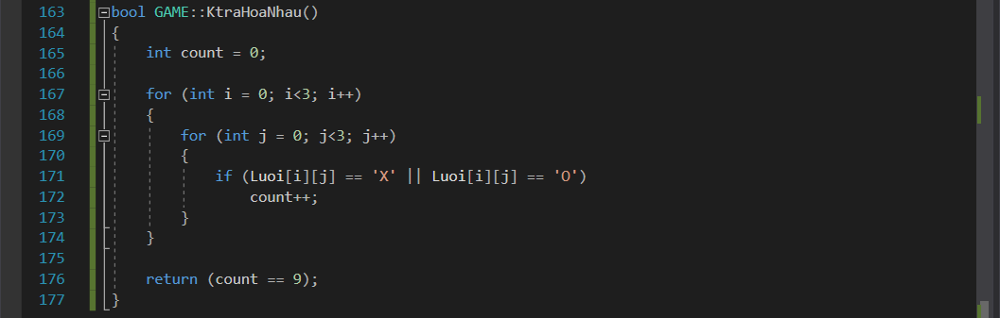 163 bool GAME::KtraHoaNhau()
164 {
165     int count = 0;
166
167     for (int i = 0; i<3; i++)
168     {
169         for (int j = 0; j<3; j++)
170         {
171             if (Luoi[i][j] == 'X' || Luoi[i][j] == 'O')
172                 count++;
173         }
174     }
175
176     return (count == 9);
177 }